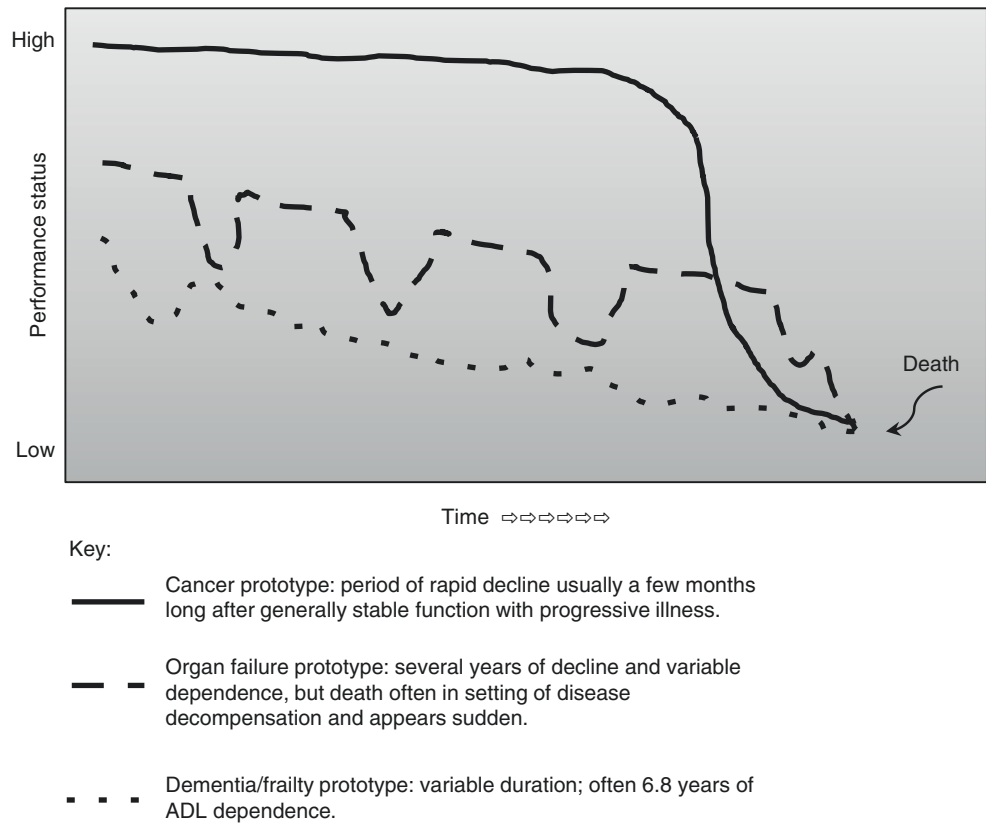 High
Performance status
Low
Death
Time ⇨⇨⇨⇨⇨⇨
Key:
Cancer prototype: period of rapid decline usually a few months
long after generally stable function with progressive illness.
Organ failure prototype: several years of decline and variable
dependence, but death often in setting of disease
decompensation and appears sudden.
Dementia/frailty prototype: variable duration; often 6.8 years of
ADL dependence.